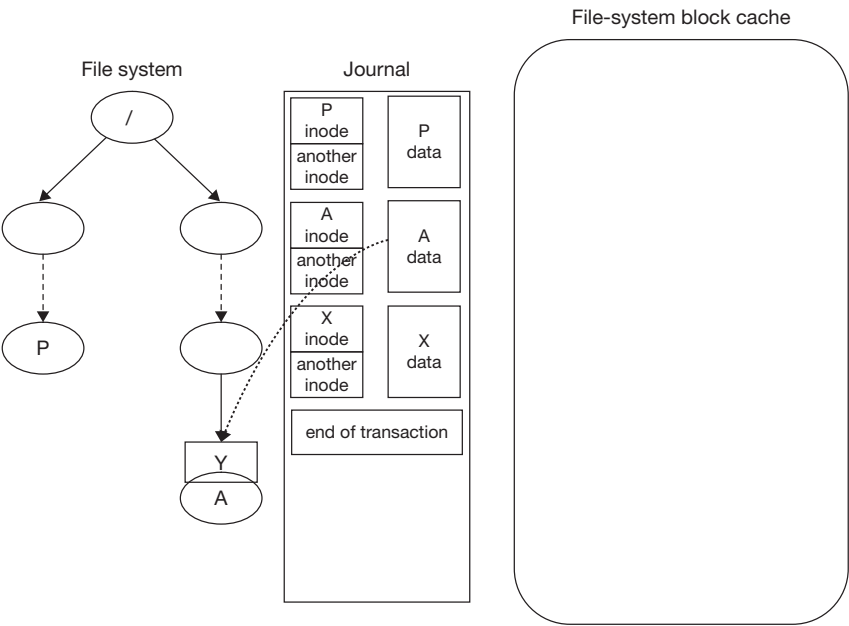 File-system block cache
File system
Journal
/
P
inode
another
inode
P
data
A
inode
another
inode
A
data
X
inode
another
inode
X
data
end of transaction
P
Y
A